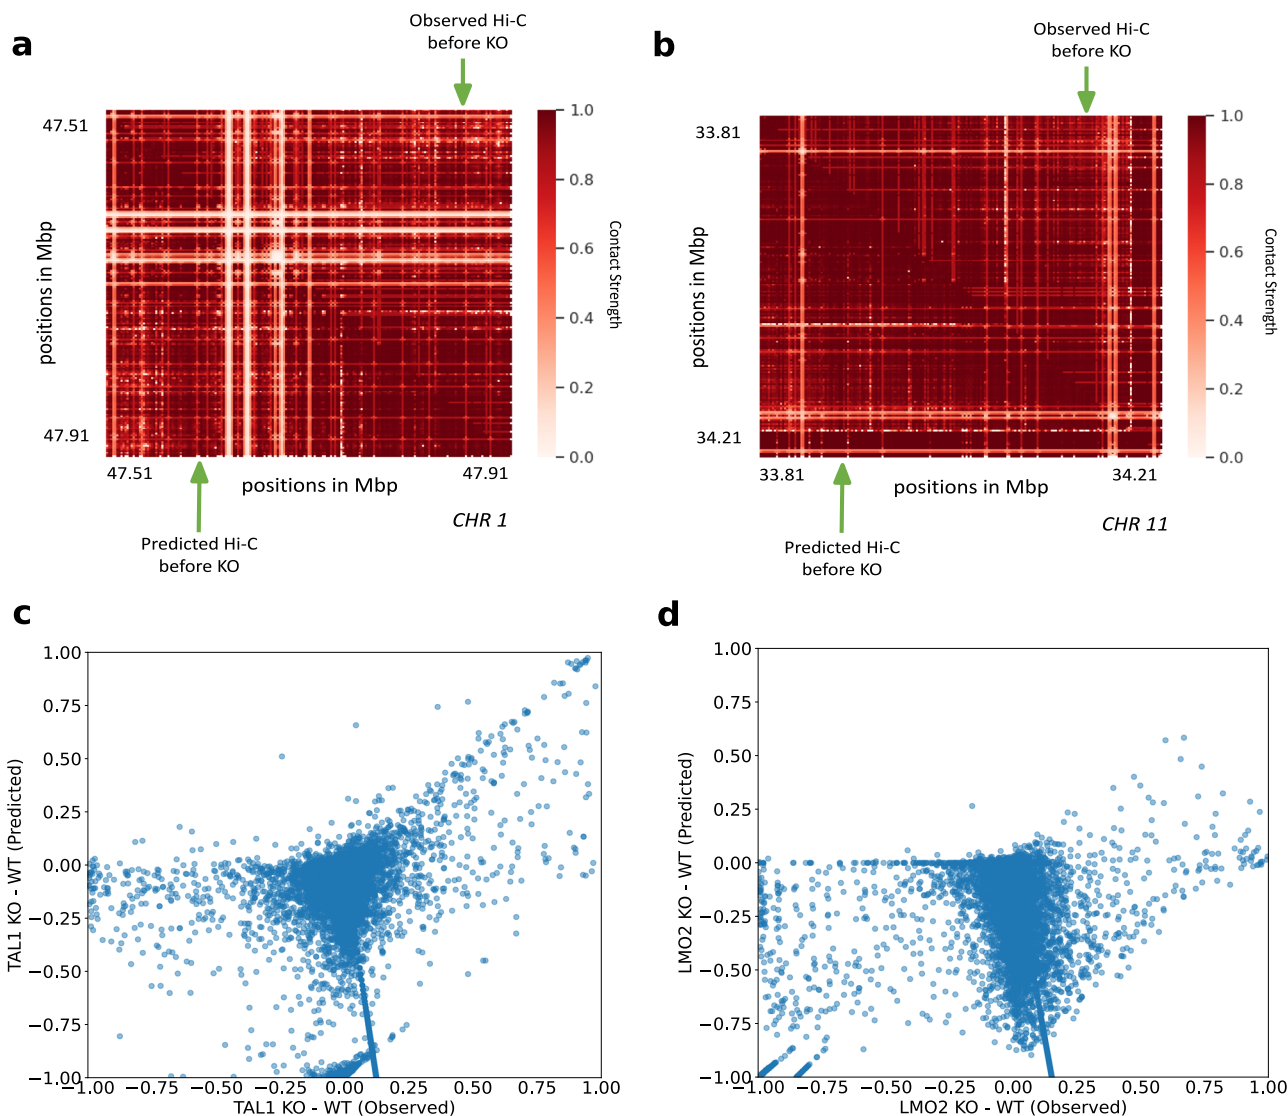 a
Observed Hi-C
before KO
47.51
47.91
positions in Mbp
47.51
47.91
positions in Mbp
CHR 1
Predicted Hi-C
before KO
1.0
0.8
0.6
0.4
0.2
0.0
Contact Strength
b
Observed Hi-C
before KO
33.81
34.21
positions in Mbp
33.81
34.21
positions in Mbp
CHR 11
Predicted Hi-C
before KO
1.0
0.8
0.6
0.4
0.2
0.0
Contact Strength
c
TAL1 KO - WT (Predicted)
1.00
0.75
0.50
0.25
0.00
−0.25
−0.50
−0.75
−1.00
−1.00 −0.75 −0.50 −0.25 0.00 0.25 0.50 0.75 1.00
TAL1 KO - WT (Observed)
d
LMO2 KO - WT (Predicted)
1.00
0.75
0.50
0.25
0.00
−0.25
−0.50
−0.75
−1.00
−1.00 −0.75 −0.50 −0.25 0.00 0.25 0.50 0.75 1.00
LMO2 KO - WT (Observed)